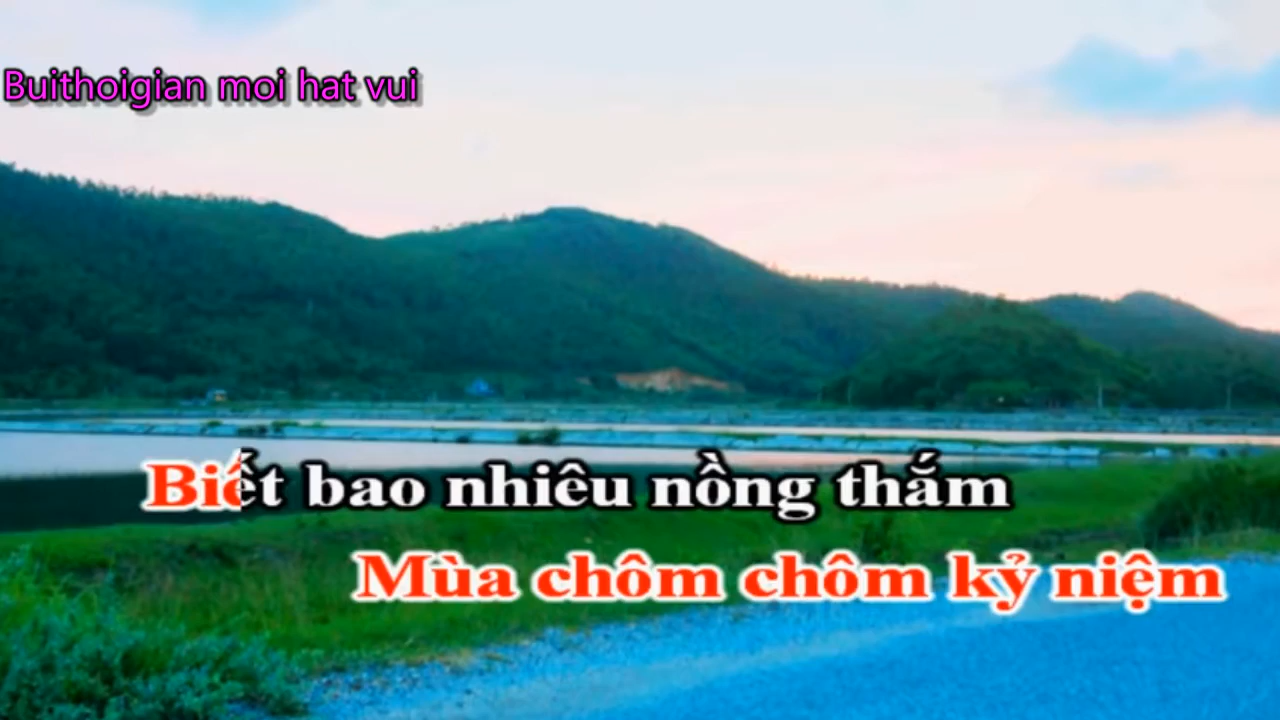 Buithoigian moi hat vui
Biết bao nhiêu nồng thắm
Mùa chôm chôm kỷ niệm